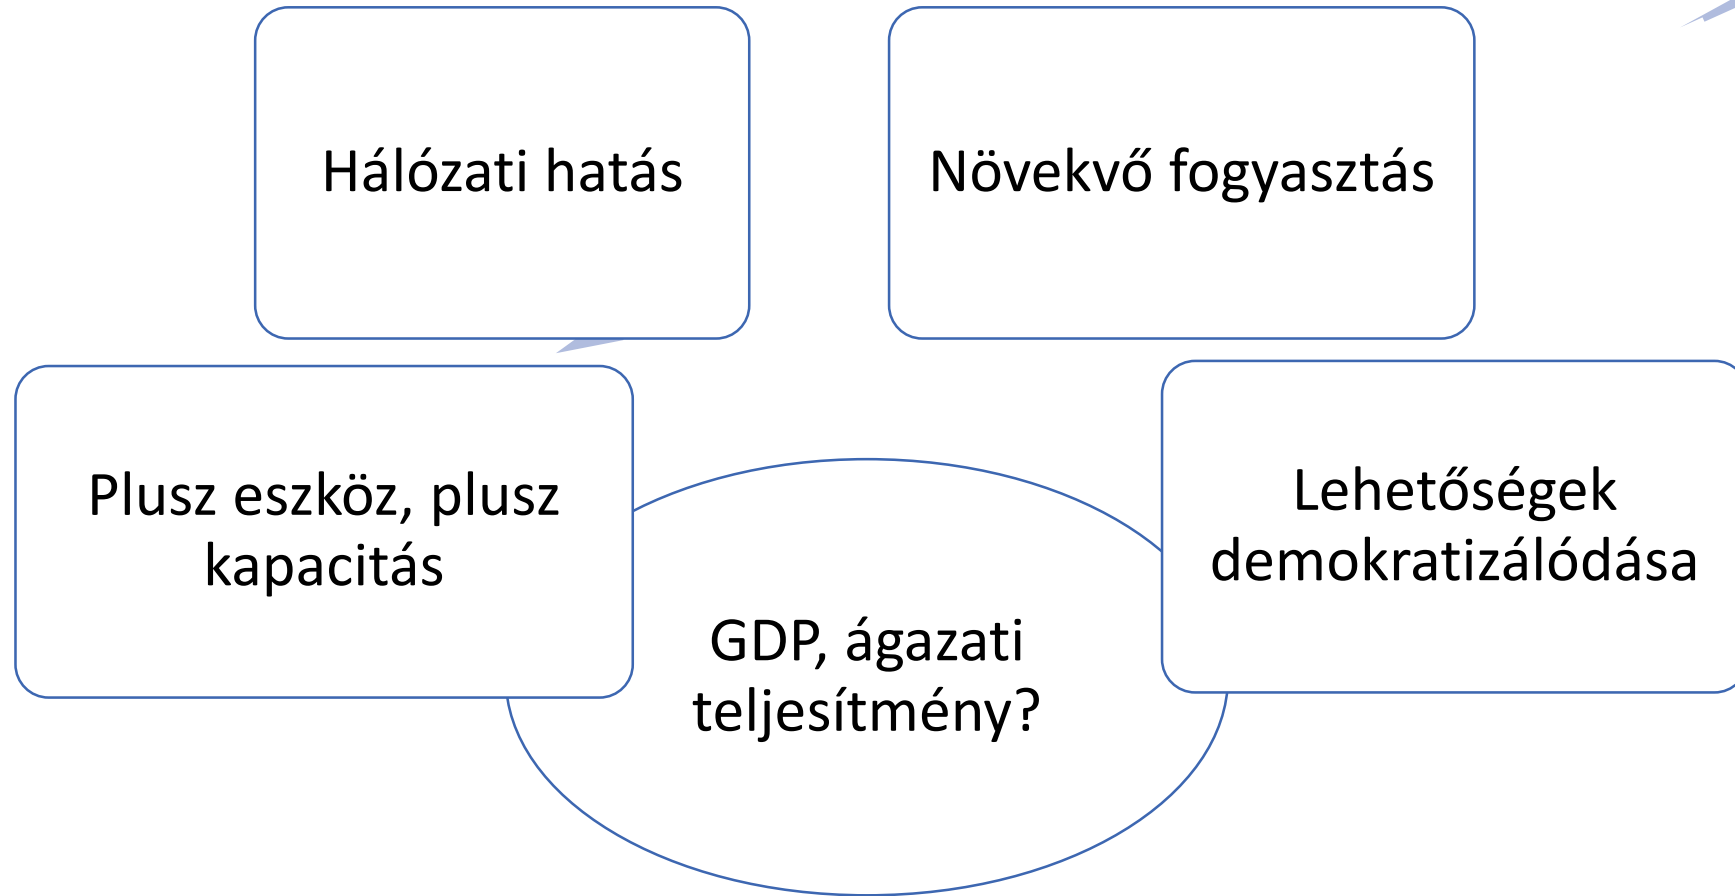 Hálózati hatás
Növekvő fogyasztás
Plusz eszköz, plusz
kapacitás
Lehetőségek
demokratizálódása
GDP, ágazati
teljesítmény?